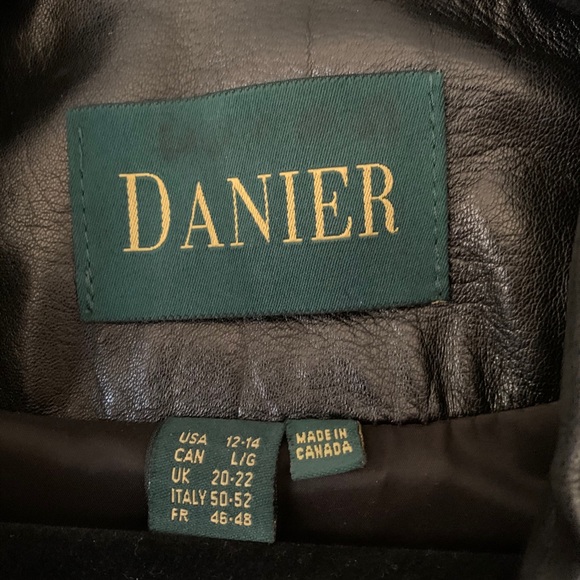 DANIER
USA 12-14
CAN L/G
UK 20-22
ITALY 50-52
FR 46-48
MADE IN
CANADA